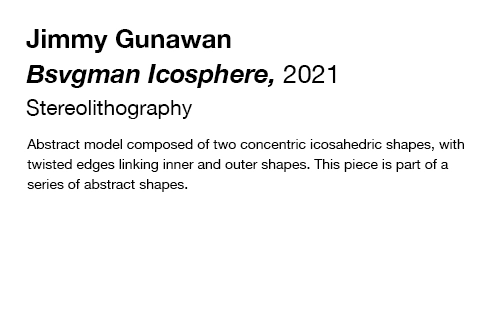 Jimmy Gunawan
Bsvgman Icosphere, 2021
Stereolithography
Abstract model composed of two concentric icosahedric shapes, with
twisted edges linking inner and outer shapes. This piece is part of a
series of abstract shapes.